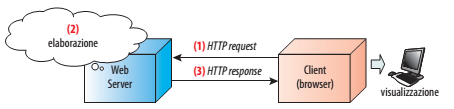 (2)
elaborazione
(1) HTTP request
Web
Server
(3) HTTP response
Client
(browser)
visualizzazione